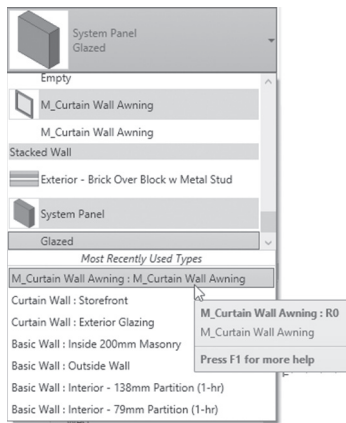 System Panel
Glazed
Empty
M_Curtain Wall Awning
M_Curtain Wall Awning
Stacked Wall
Exterior - Brick Over Block w Metal Stud
System Panel
Glazed
Most Recently Used Types
M_Curtain Wall Awning : M_Curtain Wall Awning
Curtain Wall : Storefront
Curtain Wall : Exterior Glazing
Basic Wall : Inside 200mm Masonry
Basic Wall : Outside Wall
Basic Wall : Interior - 138mm Partition (1-hr)
Basic Wall : Interior - 79mm Partition (1-hr)
M_Curtain Wall Awning : R0
M_Curtain Wall Awning
Press F1 for more help